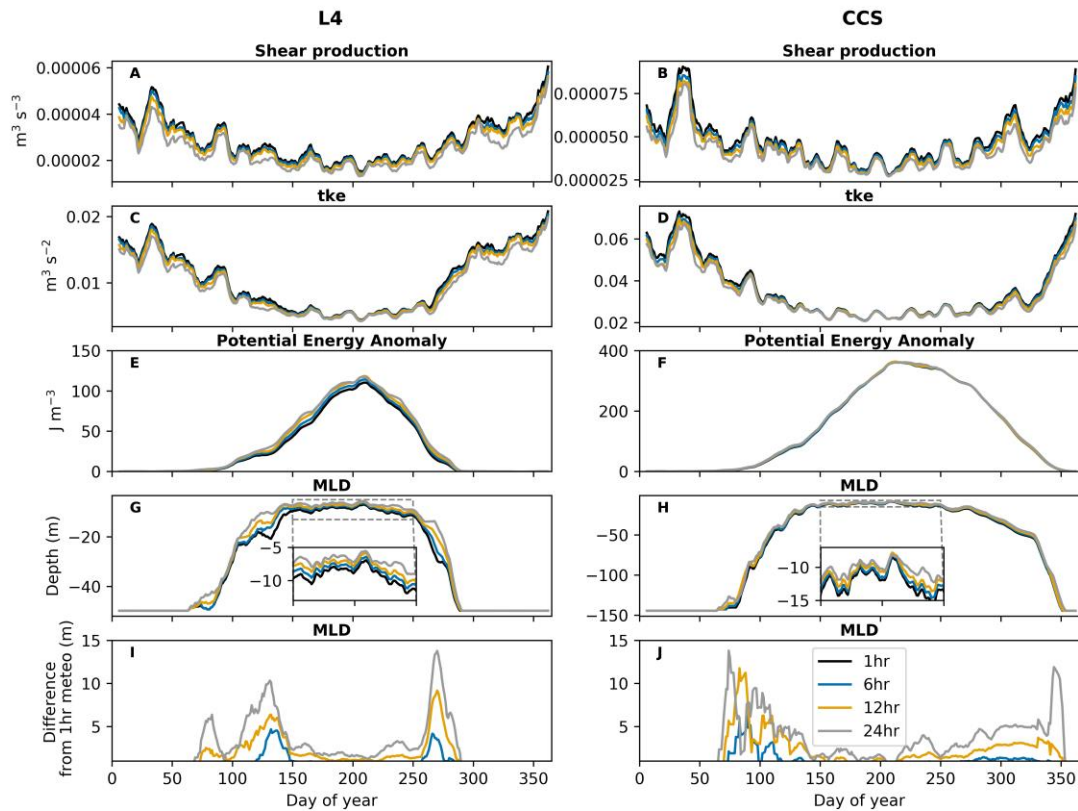 L4
CCS
Shear production
Shear production
A
B
0.00006
0.00004
0.00002
m³ s⁻³
0.000075
0.000050
0.000025
tke
tke
C
D
0.02
0.01
m³ s⁻²
0.06
0.04
0.02
Potential Energy Anomaly
Potential Energy Anomaly
E
F
150
100
50
0
J m⁻³
400
200
0
MLD
MLD
G
H
−20
−40
Depth (m)
−5
−10
−50
−100
−150
−10
−15
MLD
MLD
I
J
15
10
5
Difference
from 1hr meteo (m)
0 50 100 150 200 250 300 350
Day of year
15
10
5
1hr
6hr
12hr
24hr
0 50 100 150 200 250 300 350
Day of year